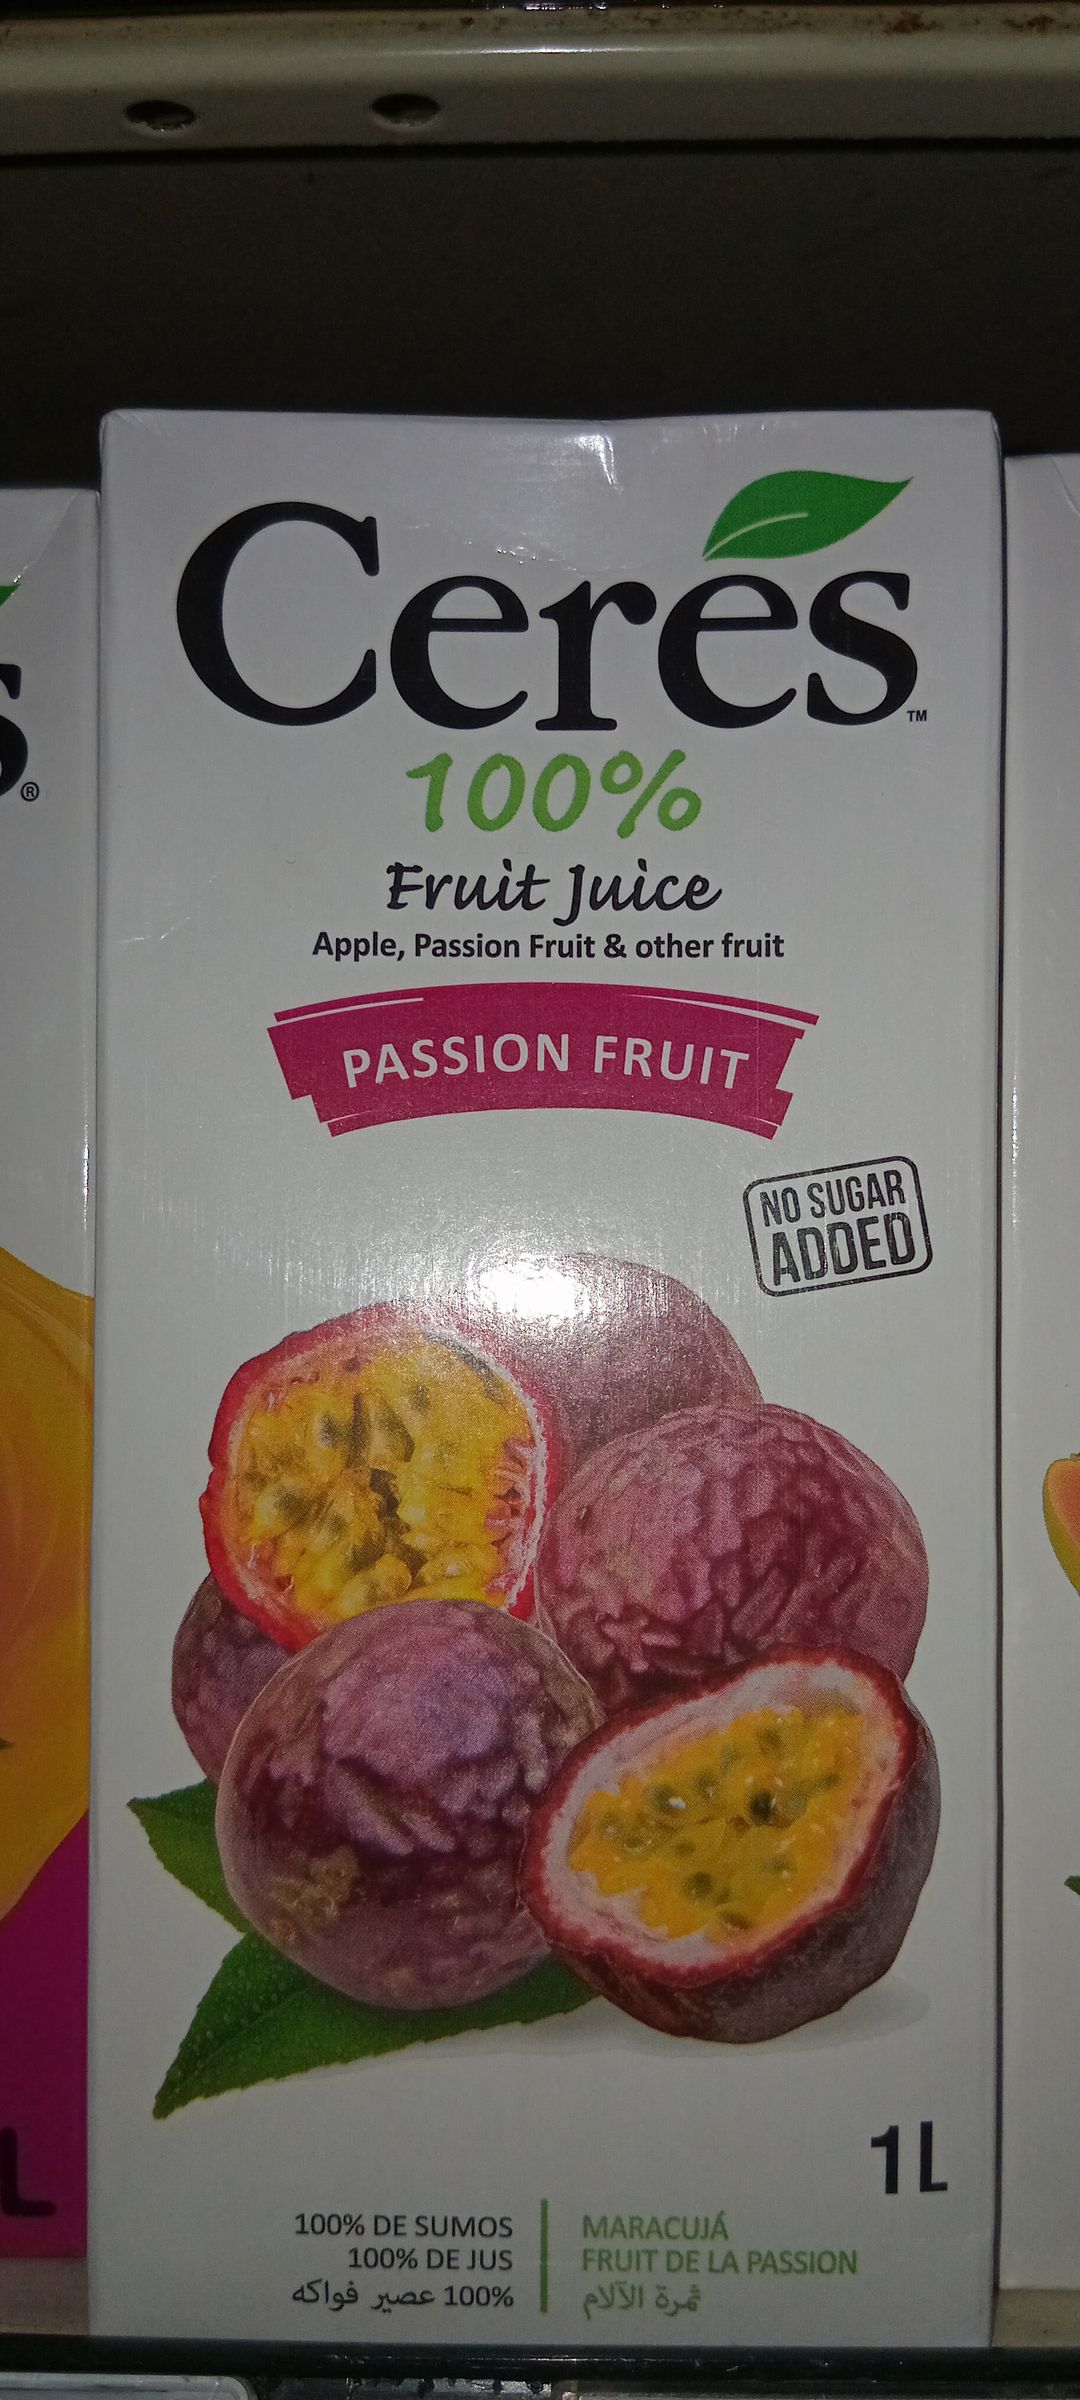 Ceres™
100%
Fruit Juice
Apple, Passion Fruit & other fruit
PASSION FRUIT
NO SUGAR
ADDED
1L
100% DE SUMOS
100% DE JUS
100% عصير فواكه
MARACUJÁ
FRUIT DE LA PASSION
ثمرة الآلام
s®
L